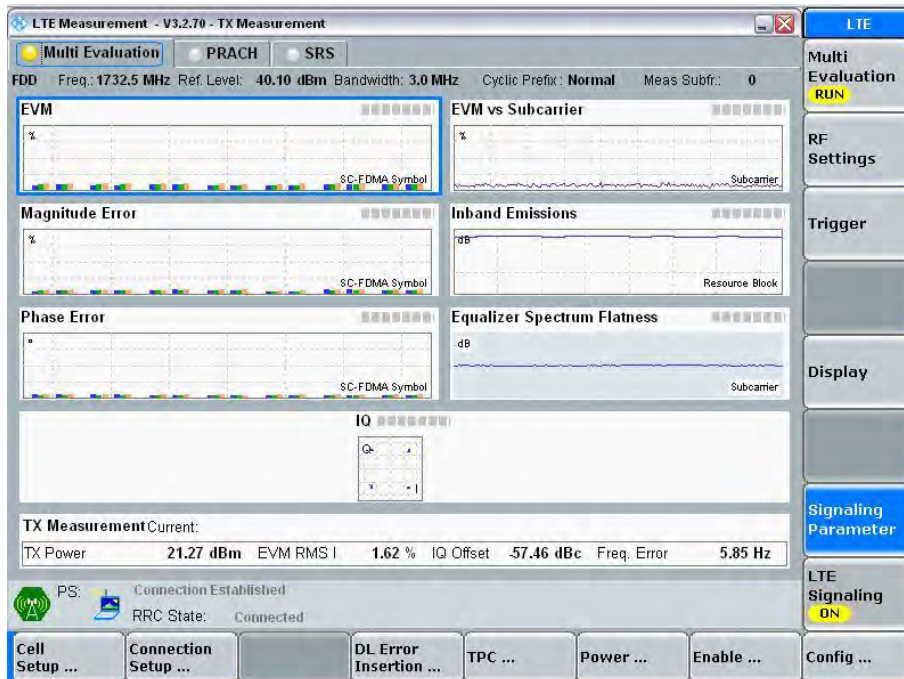 LTE Measurement - V3.2.70 - TX Measurement
LTE
Multi Evaluation PRACH SRS
FDD Freq.: 1732.5 MHz Ref. Level: 40.10 dBm Bandwidth: 3.0 MHz Cyclic Prefix: Normal Meas Subfr.: 0
Multi
Evaluation
RUN
EVM
%
SC-FDMA Symbol
EVM vs Subcarrier
%
Subcarrier
RF
Settings
Magnitude Error
%
SC-FDMA Symbol
Inband Emissions
dB
Resource Block
Trigger
Phase Error
°
SC-FDMA Symbol
Equalizer Spectrum Flatness
dB
Subcarrier
Display
IQ
Q
I
Signaling
Parameter
TX Measurement Current:
TX Power 21.27 dBm EVM RMS l 1.62 % IQ Offset -57.46 dBc Freq. Error 5.85 Hz
LTE
Signaling
ON
PS: Connection Established
RRC State: Connected
Cell
Setup ...
Connection
Setup ...
DL Error
Insertion ...
TPC ...
Power ...
Enable ...
Config ...